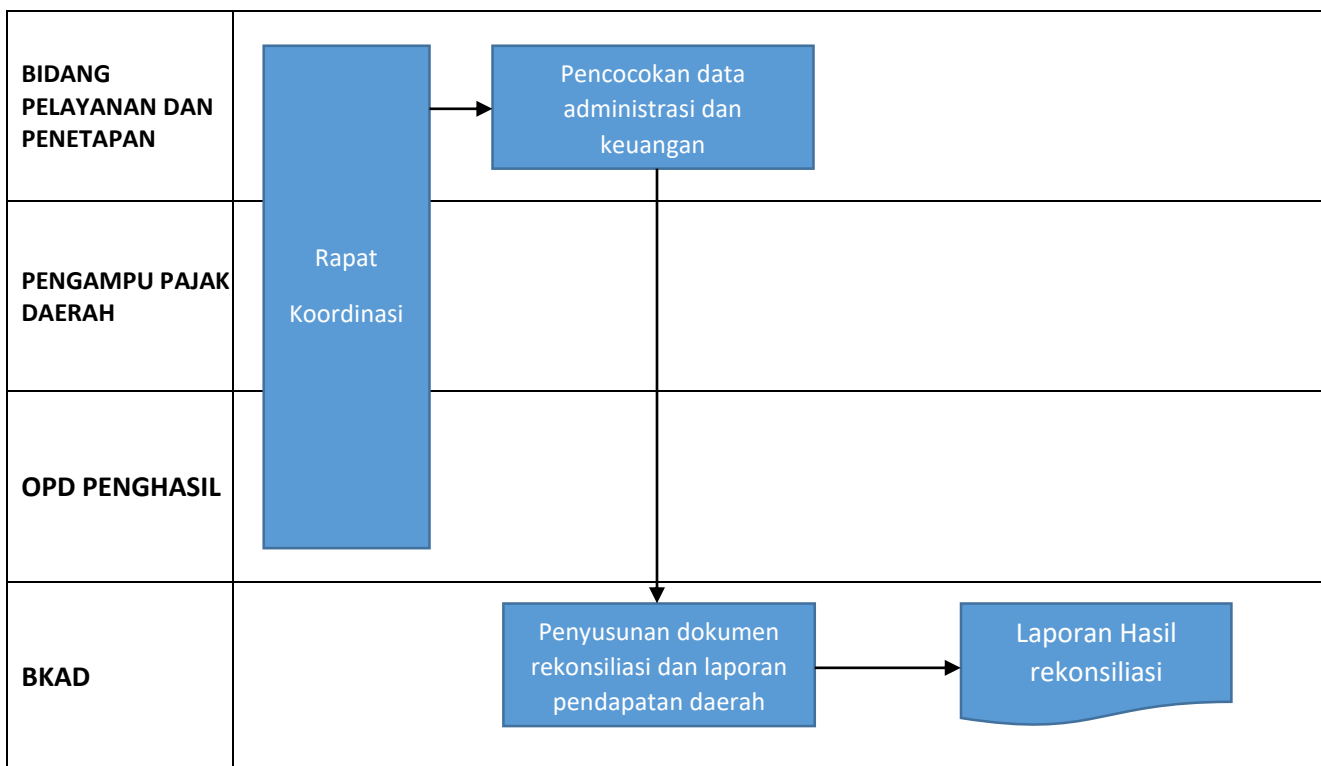 BIDANG
PELAYANAN DAN
PENETAPAN
Pencocokan data
administrasi dan
keuangan
PENGAMPU PAJAK
DAERAH
Rapat
Koordinasi
OPD PENGHASIL
BKAD
Penyusunan dokumen
rekonsiliasi dan laporan
pendapatan daerah
Laporan Hasil
rekonsiliasi